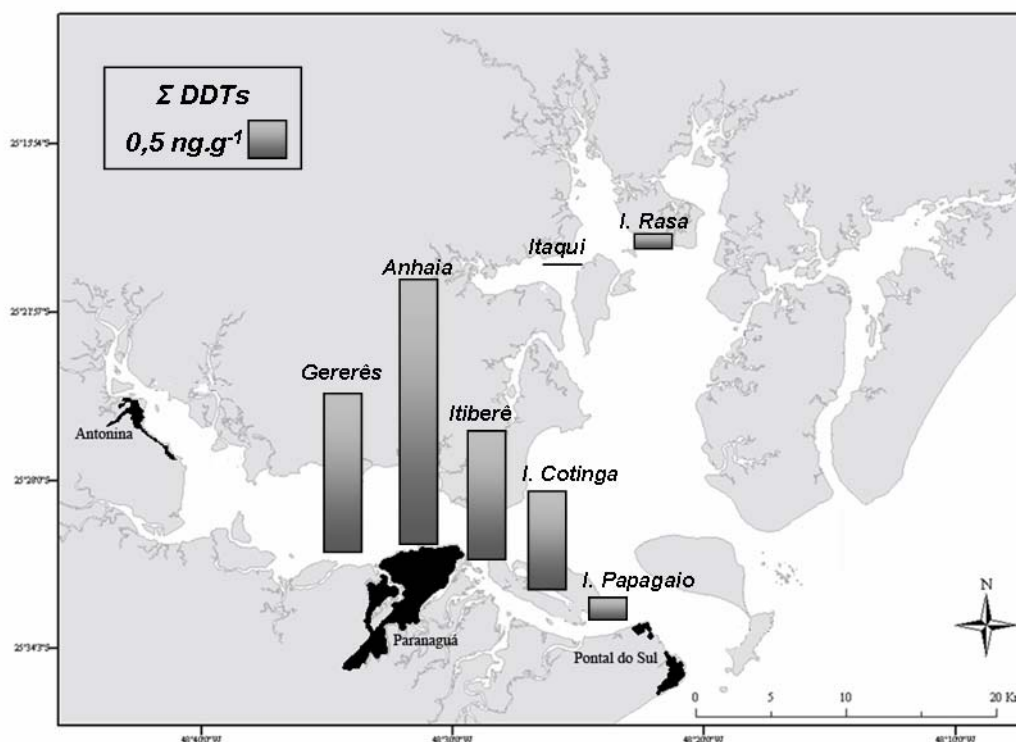 Σ DDTs
0,5 ng.g⁻¹
I. Rasa
Itaqui
Anhaia
Gererês
Itiberê
Antonina
I. Cotinga
I. Papagaio
N
Paranaguá
Pontal do Sul
0 5 10 20 Km